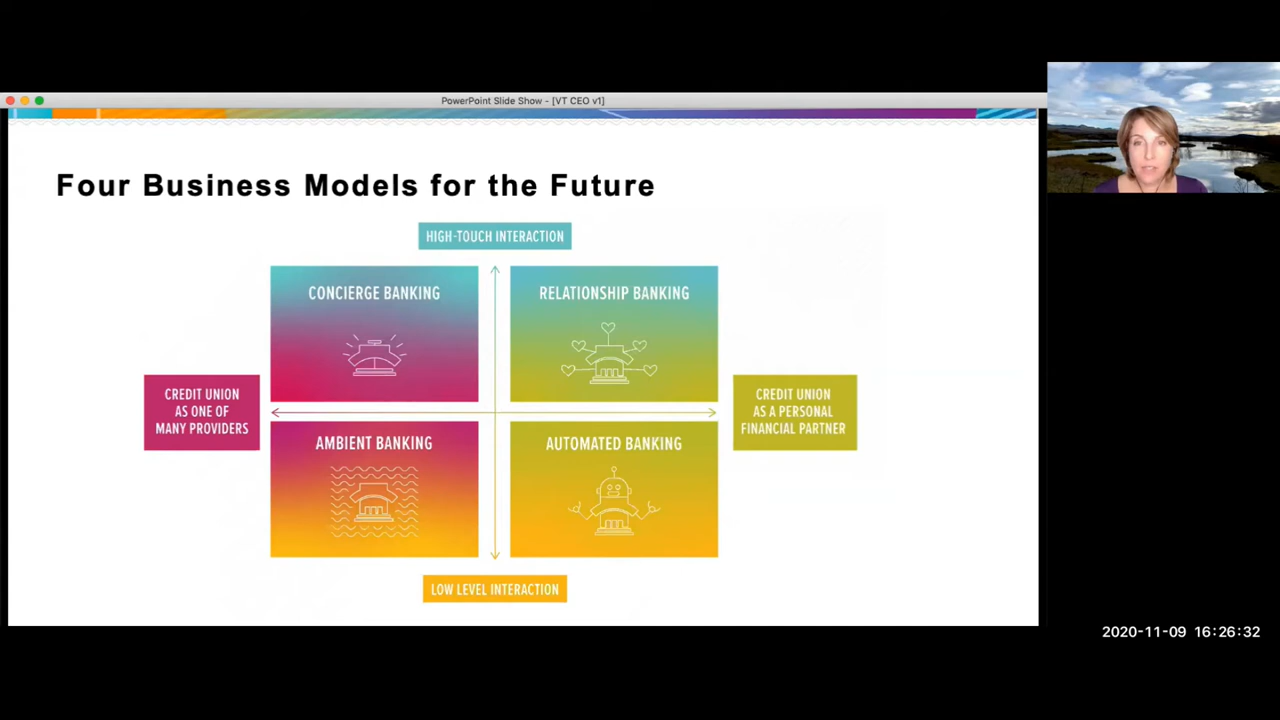 PowerPoint Slide Show - [VT CEO v1]
Four Business Models for the Future
HIGH-TOUCH INTERACTION
CONCIERGE BANKING
RELATIONSHIP BANKING
CREDIT UNION
AS ONE OF
MANY PROVIDERS
CREDIT UNION
AS A PERSONAL
FINANCIAL PARTNER
AMBIENT BANKING
AUTOMATED BANKING
LOW LEVEL INTERACTION
2020-11-09 16:26:32